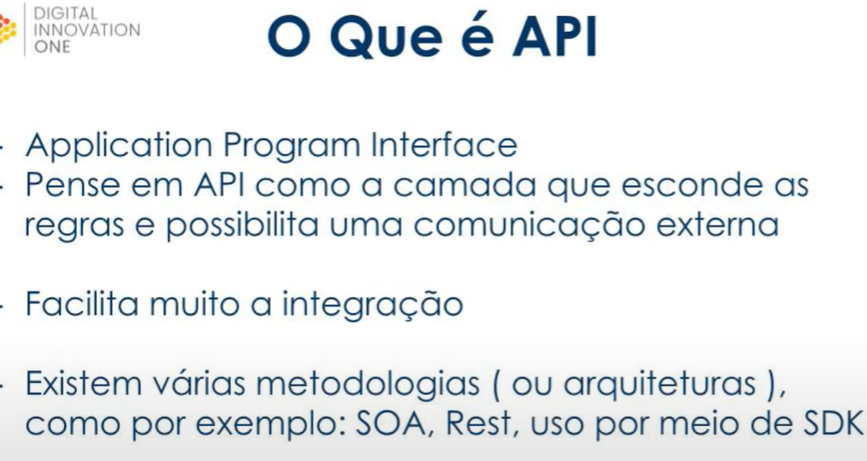 DIGITAL
INNOVATION
ONE
O Que é API
- Application Program Interface
- Pense em API como a camada que esconde as
regras e possibilita uma comunicação externa
- Facilita muito a integração
- Existem várias metodologias ( ou arquiteturas ),
como por exemplo: SOA, Rest, uso por meio de SDK